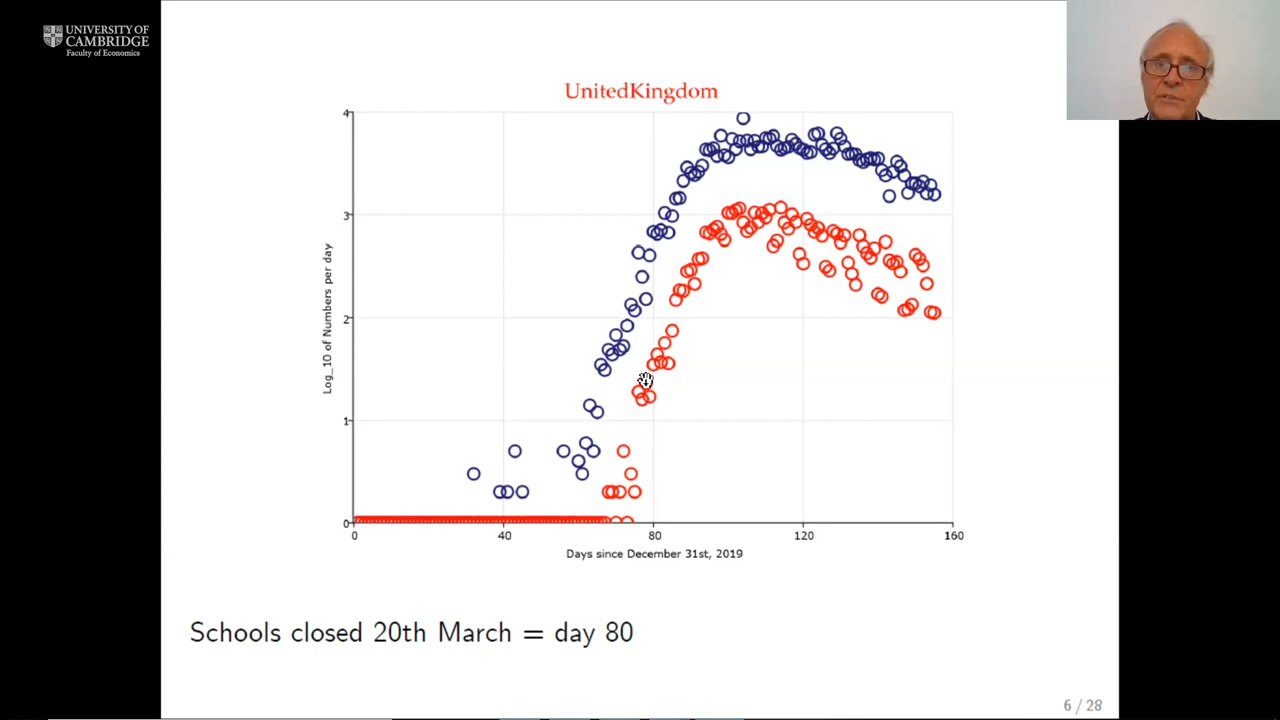 UNIVERSITY OF
CAMBRIDGE
Faculty of Economics
UnitedKingdom
4
3
2
1
0
Log_10 of Numbers per day
0 40 80 120 160
Days since December 31st, 2019
Schools closed 20th March = day 80
6 / 28